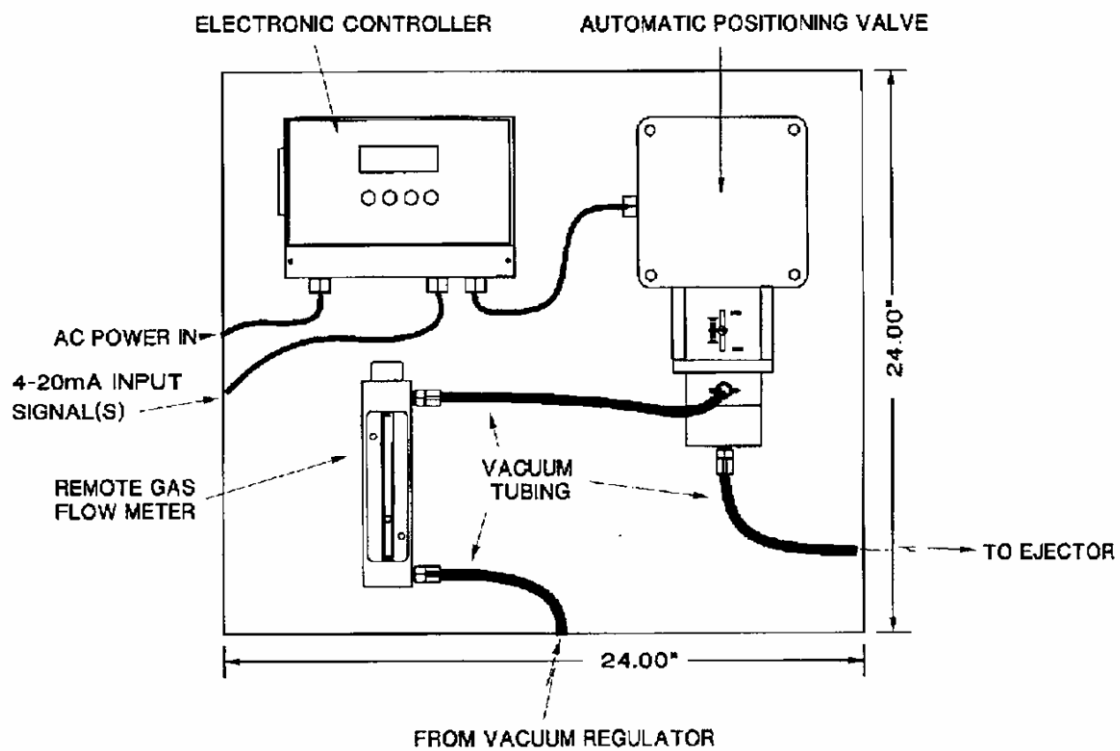 ELECTRONIC CONTROLLER
AUTOMATIC POSITIONING VALVE
AC POWER IN
4-20mA INPUT
SIGNAL(S)
24.00"
REMOTE GAS
FLOW METER
VACUUM
TUBING
TO EJECTOR
24.00"
FROM VACUUM REGULATOR